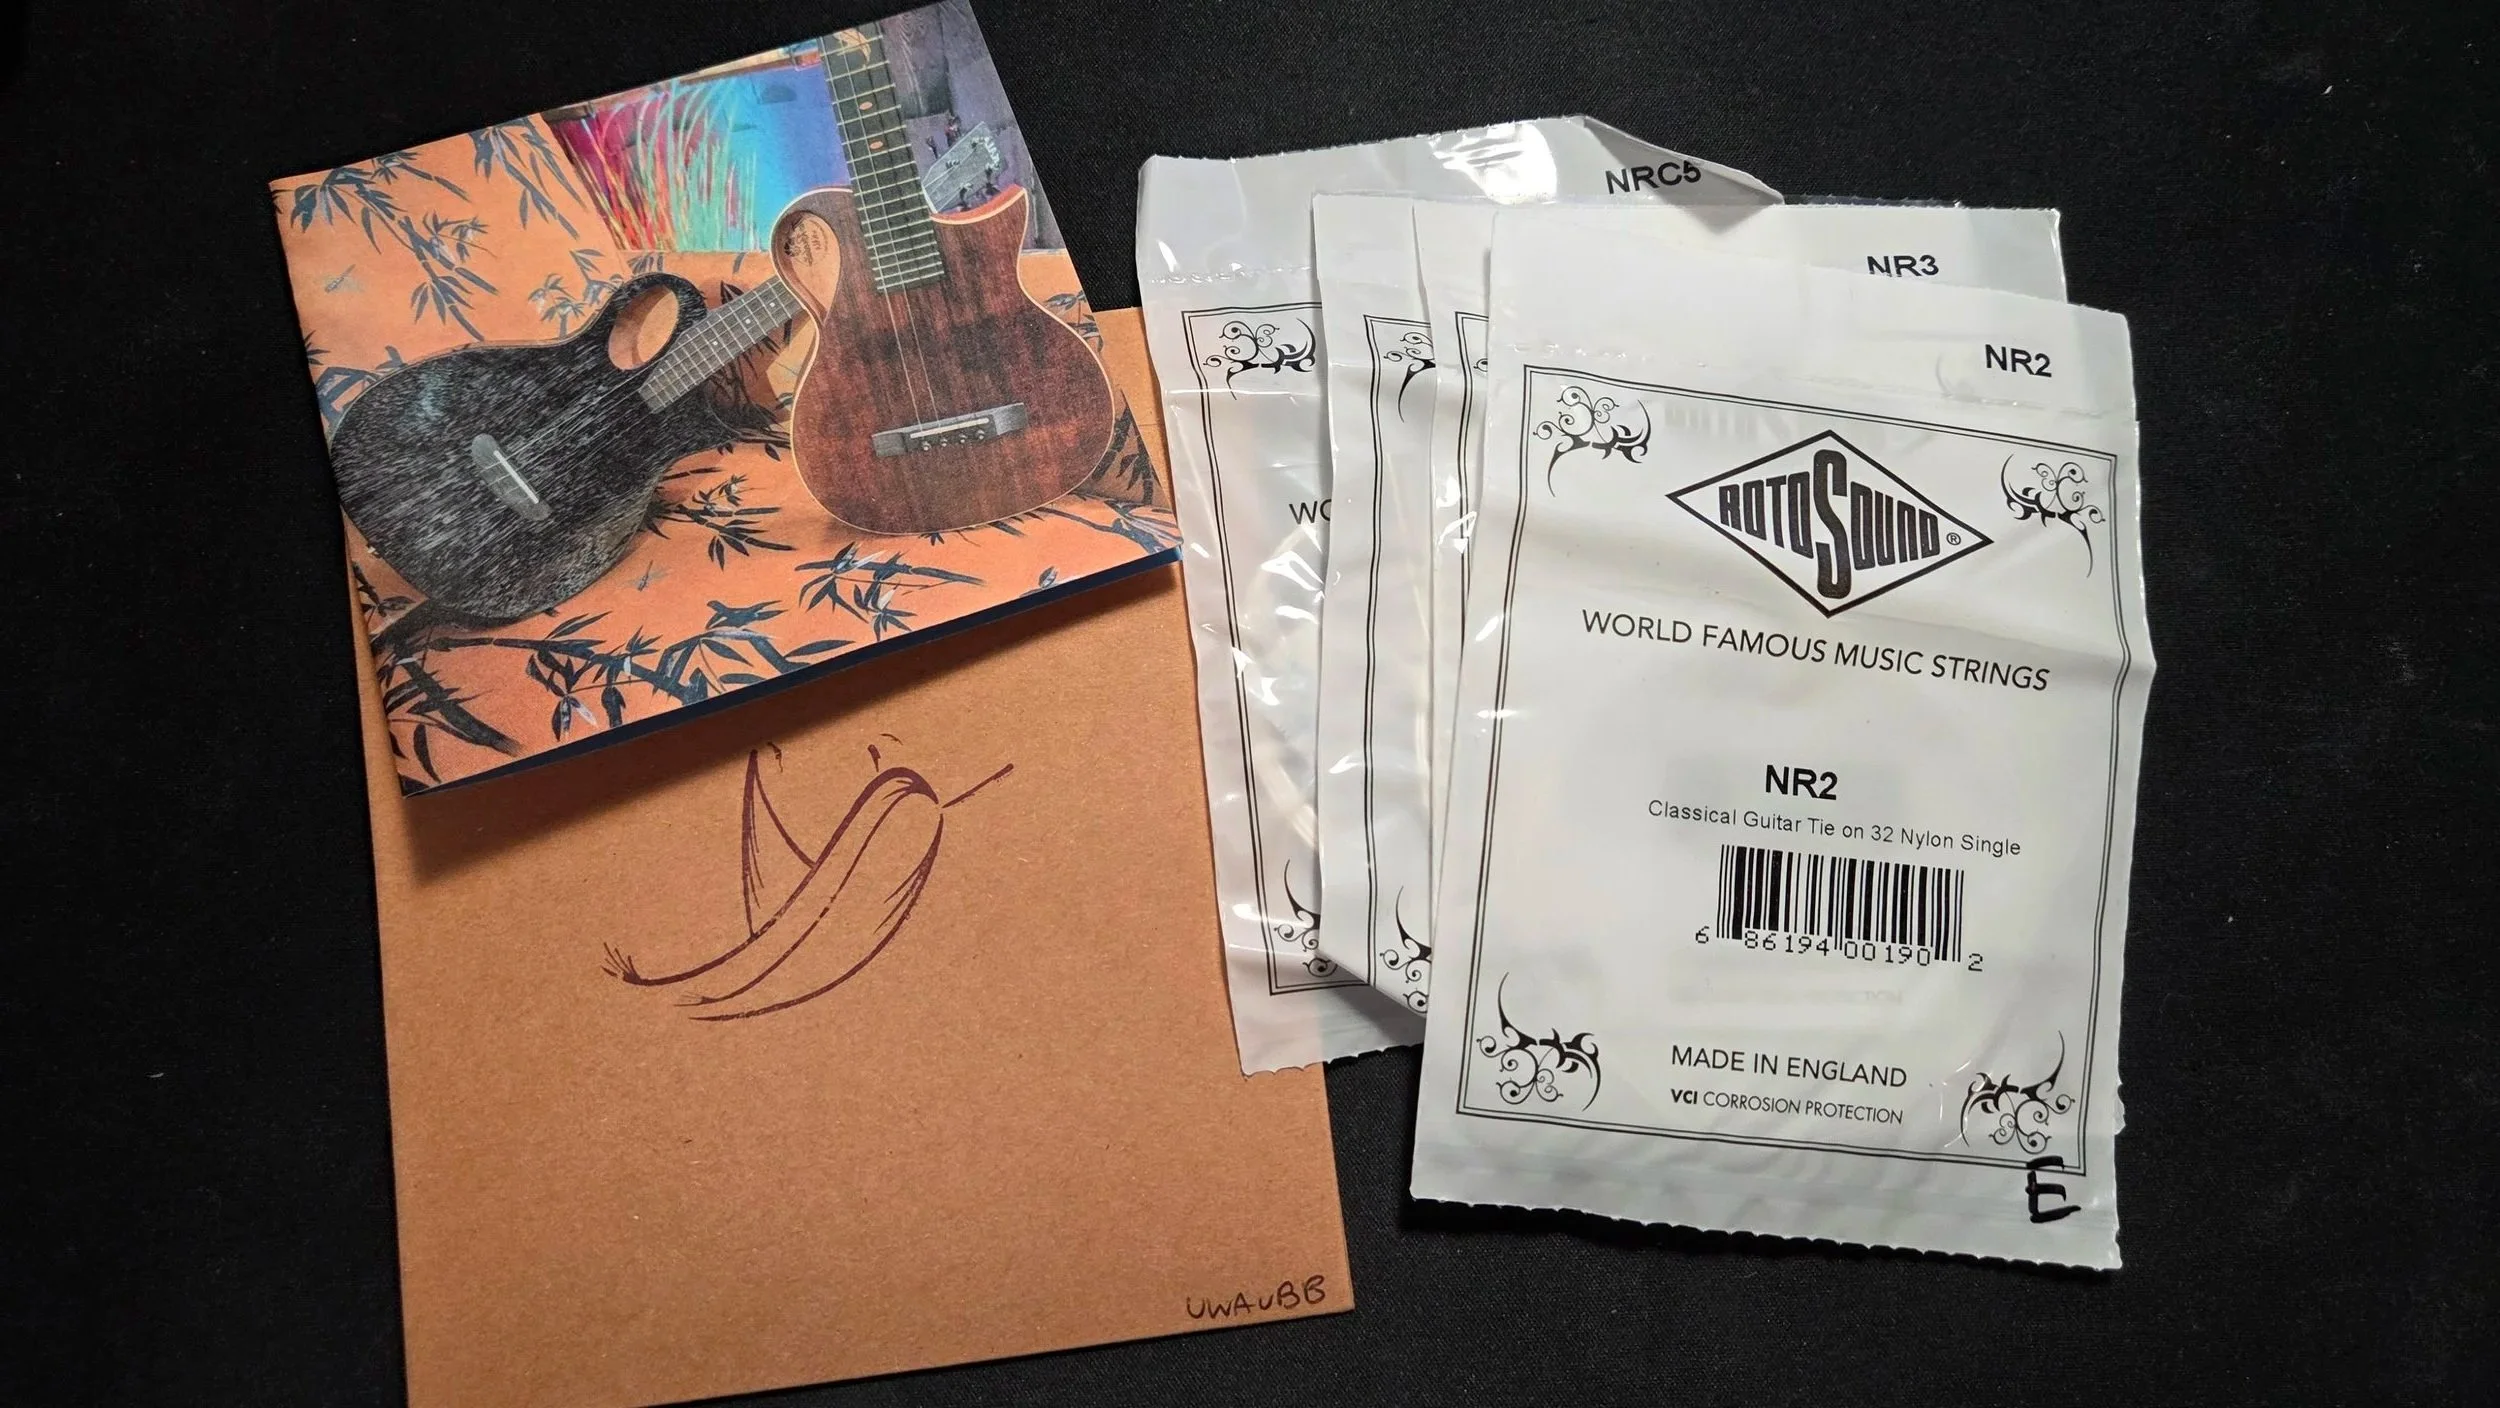 NRC5
NR3
NR2
ROTOSOUND®
WORLD FAMOUS MUSIC STRINGS
NR2
Classical Guitar Tie on 32 Nylon Single
6 86194 00190 2
MADE IN ENGLAND
VCI CORROSION PROTECTION
E
WO
UWAUBB